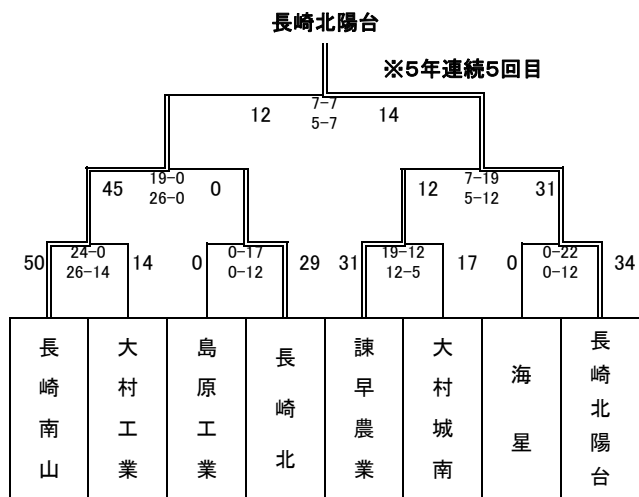 長崎北陽台
※5年連続5回目
12 7-7 14
5-7
45 19-0 0
26-0
12 7-19 31
5-12
50 24-0 14
26-14
0 0-17 29
0-12
31 19-12 17
12-5
0 0-22 34
0-12
長崎南山
大村工業
島原工業
長崎北
諫早農業
大村城南
海星
長崎北陽台